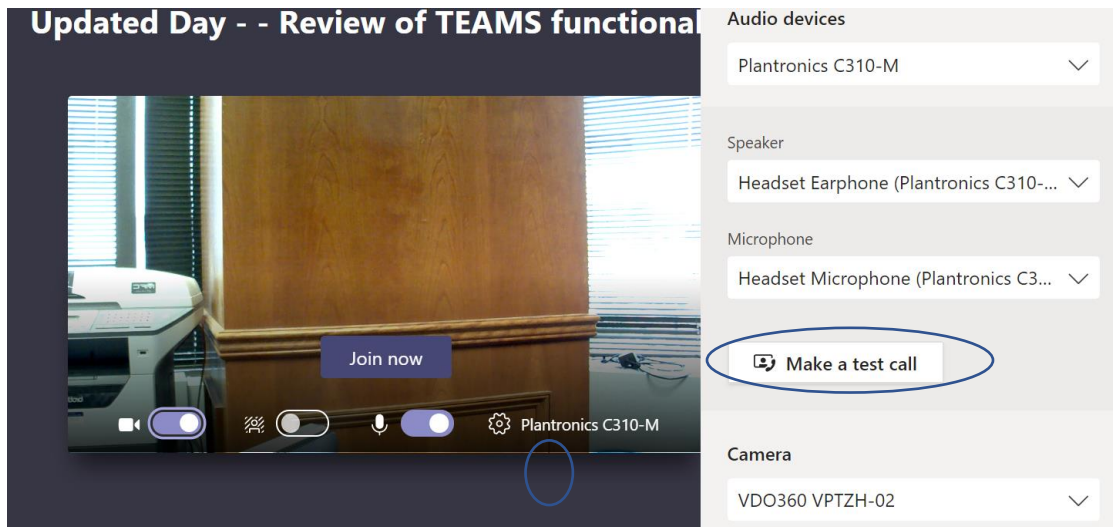 Updated Day - - Review of TEAMS functional
Join now
Plantronics C310-M
Audio devices
Plantronics C310-M
Speaker
Headset Earphone (Plantronics C310-...
Microphone
Headset Microphone (Plantronics C3...
Make a test call
Camera
VDO360 VPTZH-02